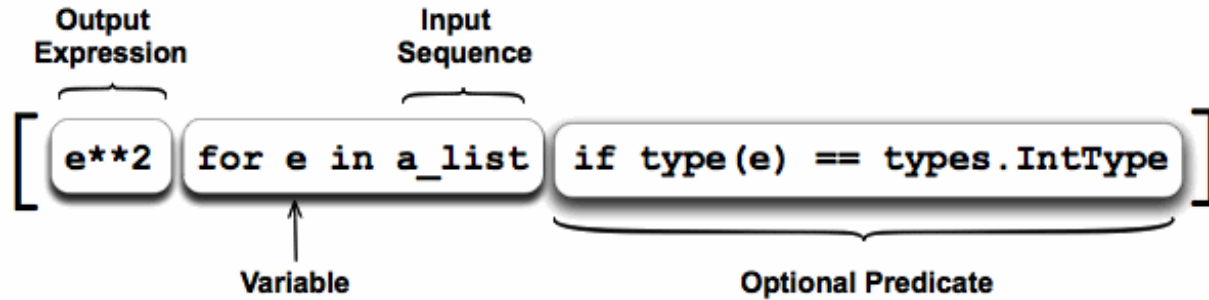 Output
Expression
Input
Sequence
[ e**2 for e in a_list if type(e) == types.IntType ]
Variable
Optional Predicate